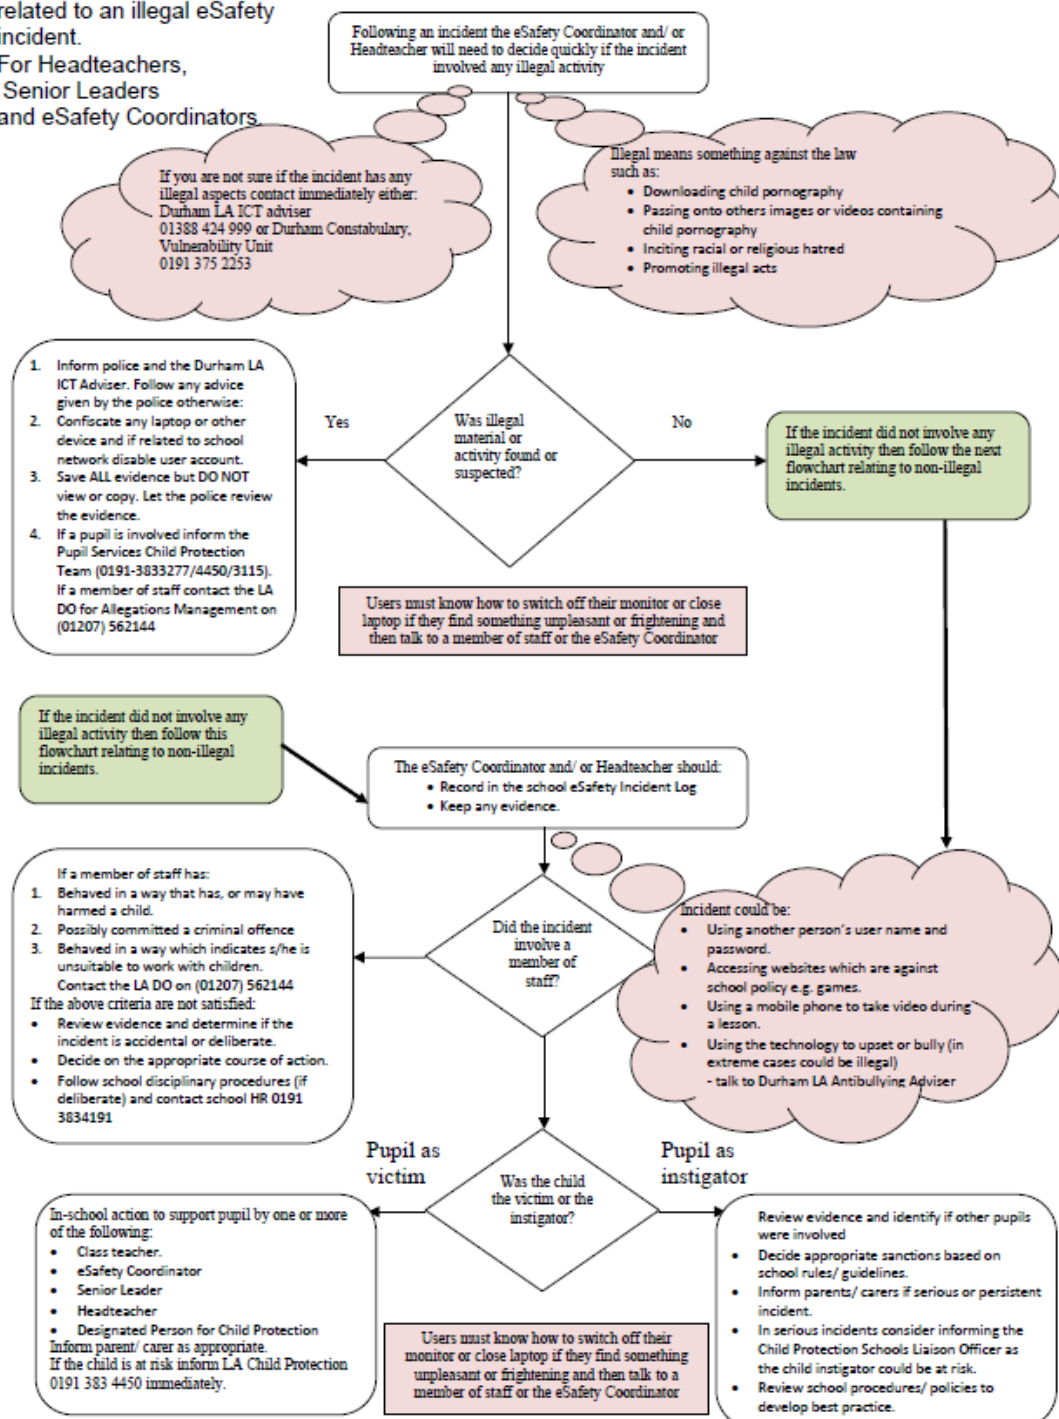 related to an illegal eSafety
incident.
For Headteachers,
Senior Leaders
and eSafety Coordinators.
Following an incident the eSafety Coordinator and/ or
Headteacher will need to decide quickly if the incident
involved any illegal activity
If you are not sure if the incident has any
illegal aspects contact immediately either:
Durham LA ICT adviser
01388 424 999 or Durham Constabulary,
Vulnerability Unit
0191 375 2253
Illegal means something against the law
such as:
• Downloading child pornography
• Passing onto others images or videos containing
child pornography
• Inciting racial or religious hatred
• Promoting illegal acts
1. Inform police and the Durham LA
ICT Adviser. Follow any advice
given by the police otherwise:
2. Confiscate any laptop or other
device and if related to school
network disable user account.
3. Save ALL evidence but DO NOT
view or copy. Let the police review
the evidence.
4. If a pupil is involved inform the
Pupil Services Child Protection
Team (0191-3833277/4450/3115).
If a member of staff contact the LA
DO for Allegations Management on
(01207) 562144
Yes
Was illegal
material or
activity found or
suspected?
No
If the incident did not involve any
illegal activity then follow the next
flowchart relating to non-illegal
incidents.
Users must know how to switch off their monitor or close
laptop if they find something unpleasant or frightening and
then talk to a member of staff or the eSafety Coordinator
If the incident did not involve any
illegal activity then follow this
flowchart relating to non-illegal
incidents.
The eSafety Coordinator and/ or Headteacher should:
• Record in the school eSafety Incident Log
• Keep any evidence.
If a member of staff has:
1. Behaved in a way that has, or may have
harmed a child.
2. Possibly committed a criminal offence
3. Behaved in a way which indicates s/he is
unsuitable to work with children.
Contact the LA DO on (01207) 562144
If the above criteria are not satisfied:
• Review evidence and determine if the
incident is accidental or deliberate.
• Decide on the appropriate course of action.
• Follow school disciplinary procedures (if
deliberate) and contact school HR 0191
3834191
Did the incident
involve a
member of
staff?
Incident could be:
• Using another person's user name and
password.
• Accessing websites which are against
school policy e.g. games.
• Using a mobile phone to take video during
a lesson.
• Using the technology to upset or bully (in
extreme cases could be illegal)
- talk to Durham LA Antibullying Adviser
Pupil as
victim
Was the child
the victim or the
instigator?
Pupil as
instigator
In-school action to support pupil by one or more
of the following:
• Class teacher.
• eSafety Coordinator
• Senior Leader
• Headteacher
• Designated Person for Child Protection
Inform parent/ carer as appropriate.
If the child is at risk inform LA Child Protection
0191 383 4450 immediately.
Users must know how to switch off their
monitor or close laptop if they find something
unpleasant or frightening and then talk to a
member of staff or the eSafety Coordinator
Review evidence and identify if other pupils
were involved
• Decide appropriate sanctions based on
school rules/ guidelines.
• Inform parents/ carers if serious or persistent
incident.
• In serious incidents consider informing the
Child Protection Schools Liaison Officer as
the child instigator could be at risk.
• Review school procedures/ policies to
develop best practice.